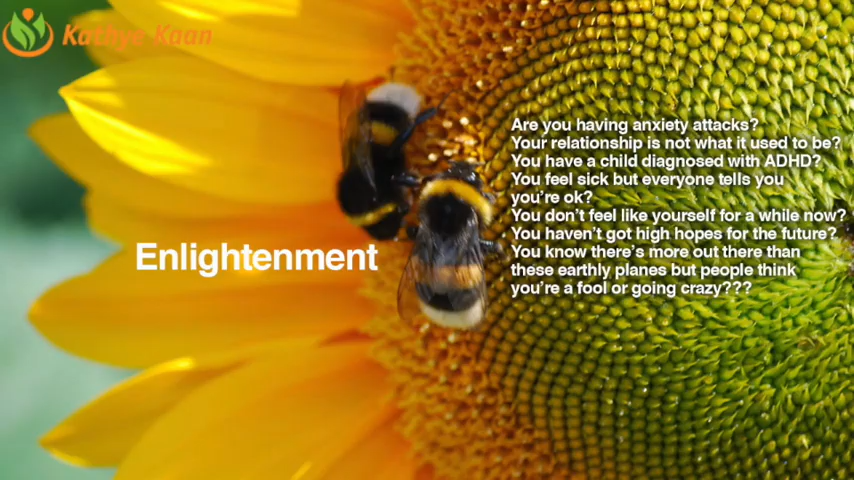 Kathye Kaan
Enlightenment
Are you having anxiety attacks?
Your relationship is not what it used to be?
You have a child diagnosed with ADHD?
You feel sick but everyone tells you
you're ok?
You don't feel like yourself for a while now?
You haven't got high hopes for the future?
You know there's more out there than
these earthly planes but people think
you're a fool or going crazy???